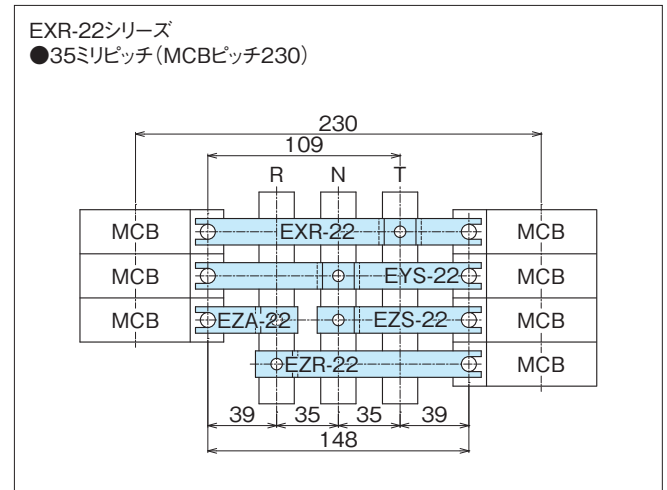 EXR-22シリーズ
●35ミリピッチ(MCBピッチ230)
230
109
R N T
MCB EXR-22 MCB
MCB EYS-22 MCB
MCB EZA-22 EZS-22 MCB
EZR-22 MCB
39 35 35 39
148